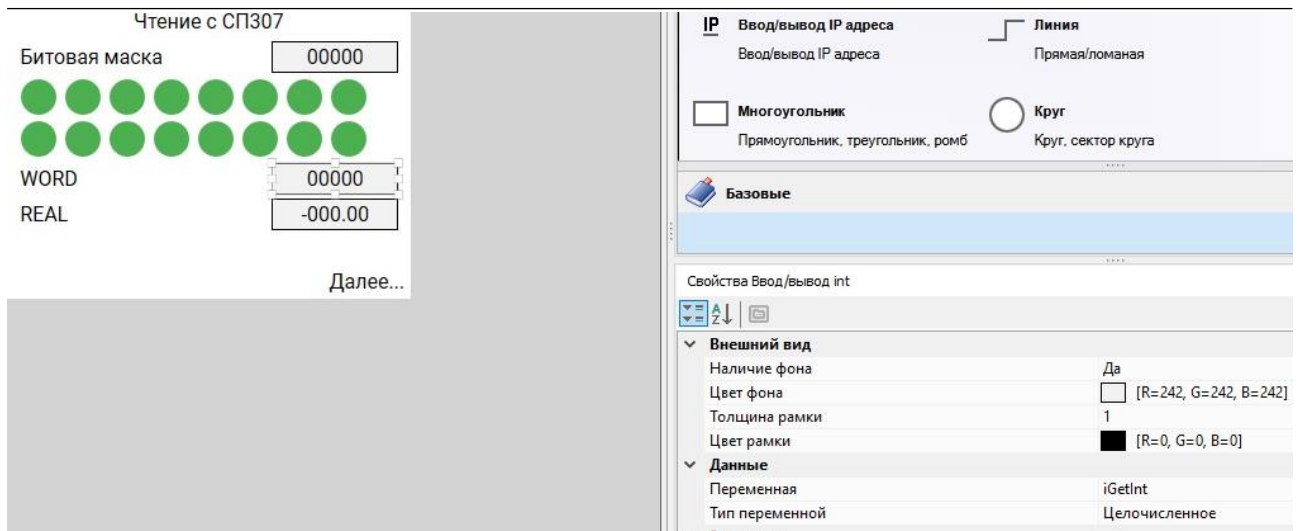 Чтение с СП307
Битовая маска 00000
WORD 00000
REAL -000.00
Далее...
IP Ввод/вывод IP адреса
Ввод/вывод IP адреса
Линия
Прямая/ломаная
Многоугольник
Прямоугольник, треугольник, ромб
Круг
Круг, сектор круга
Базовые
Свойства Ввод/вывод int
Внешний вид
Наличие фона Да
Цвет фона [R=242, G=242, B=242]
Толщина рамки 1
Цвет рамки [R=0, G=0, B=0]
Данные
Переменная iGetInt
Тип переменной Целочисленное